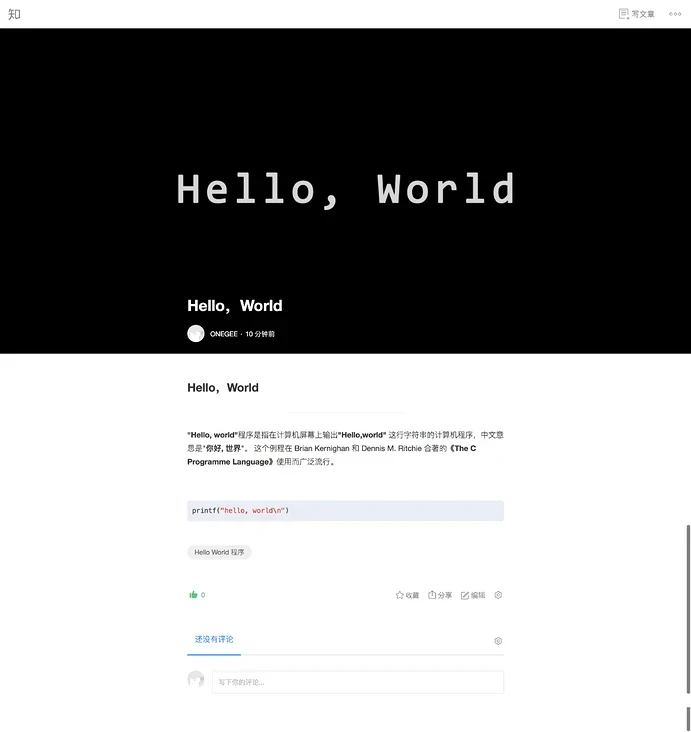 知
写文章
Hello, World
Hello，World
ONEGEE · 10 分钟前
Hello，World
"Hello, world"程序是指在计算机屏幕上输出"Hello,world" 这行字符串的计算机程序，中文意
思是"你好, 世界"。 这个例程在 Brian Kernighan 和 Dennis M. Ritchie 合著的《The C
Programme Language》使用而广泛流行。
printf("hello, world\n")
Hello World 程序
0
收藏 分享 编辑
还没有评论
写下你的评论...